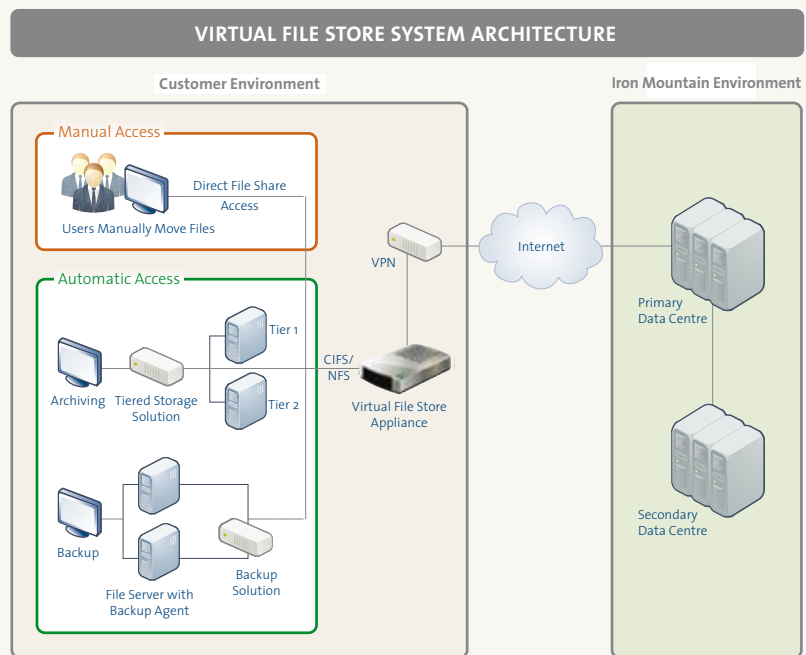 VIRTUAL FILE STORE SYSTEM ARCHITECTURE
Customer Environment
Iron Mountain Environment
Manual Access
Direct File Share
Access
Users Manually Move Files
VPN
Internet
Primary
Data Centre
Automatic Access
Tier 1
Tier 2
Archiving
Tiered Storage
Solution
CIFS/
NFS
Virtual File Store
Appliance
Backup
File Server with
Backup Agent
Backup
Solution
Secondary
Data Centre